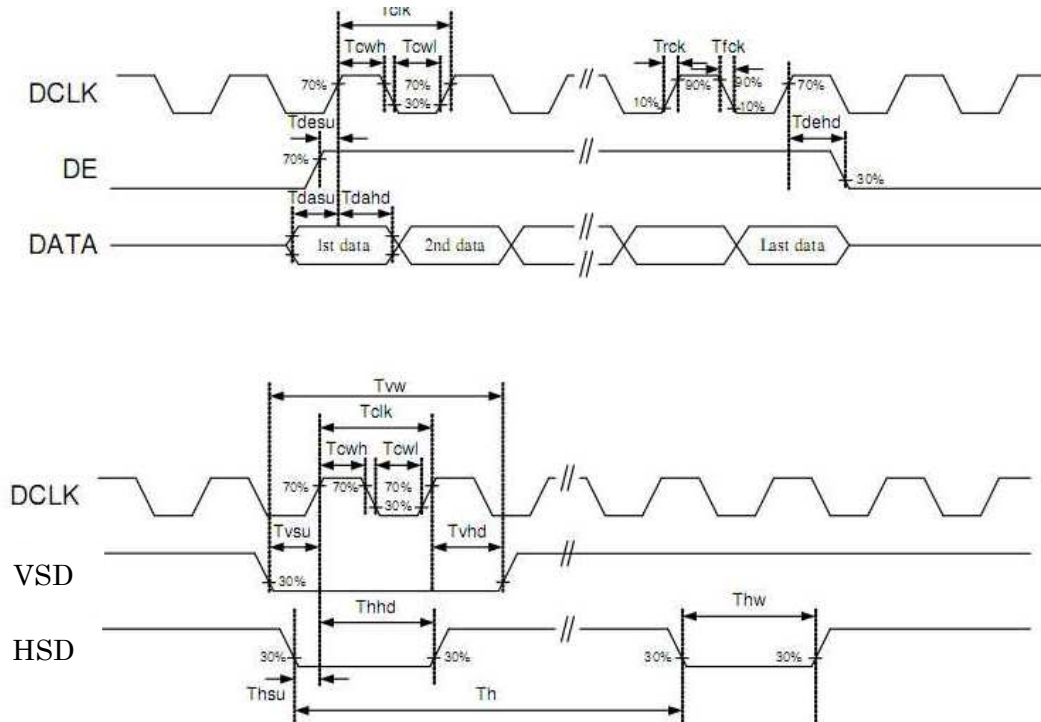 Tclk
Tcwh Tcwl Trck Tfck
DCLK 70% 70% 30% 10% 90% 90% 10% 70%
Tdesu Tdehd
DE 70% 30%
Tdasu Tdahd
DATA 1st data 2nd data Last data
Tvw
Tclk
Tcwh Tcwl
DCLK 70% 70% 70% 30%
Tvsu Tvhd
VSD 30%
Thhd Thw
HSD 30% 30% 30% 30%
Thsu Th